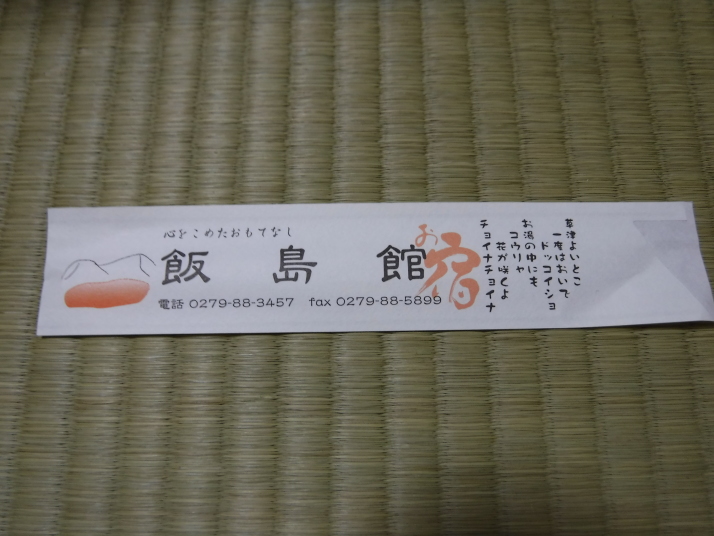 心をこめたおもてなし
飯島館
お宿
電話 0279-88-3457 fax 0279-88-5899
草津よいとこ
一度はおいで
ドッコイショ
お湯の中にも
コウリャ
花が咲くよ
チョイナチョイナ